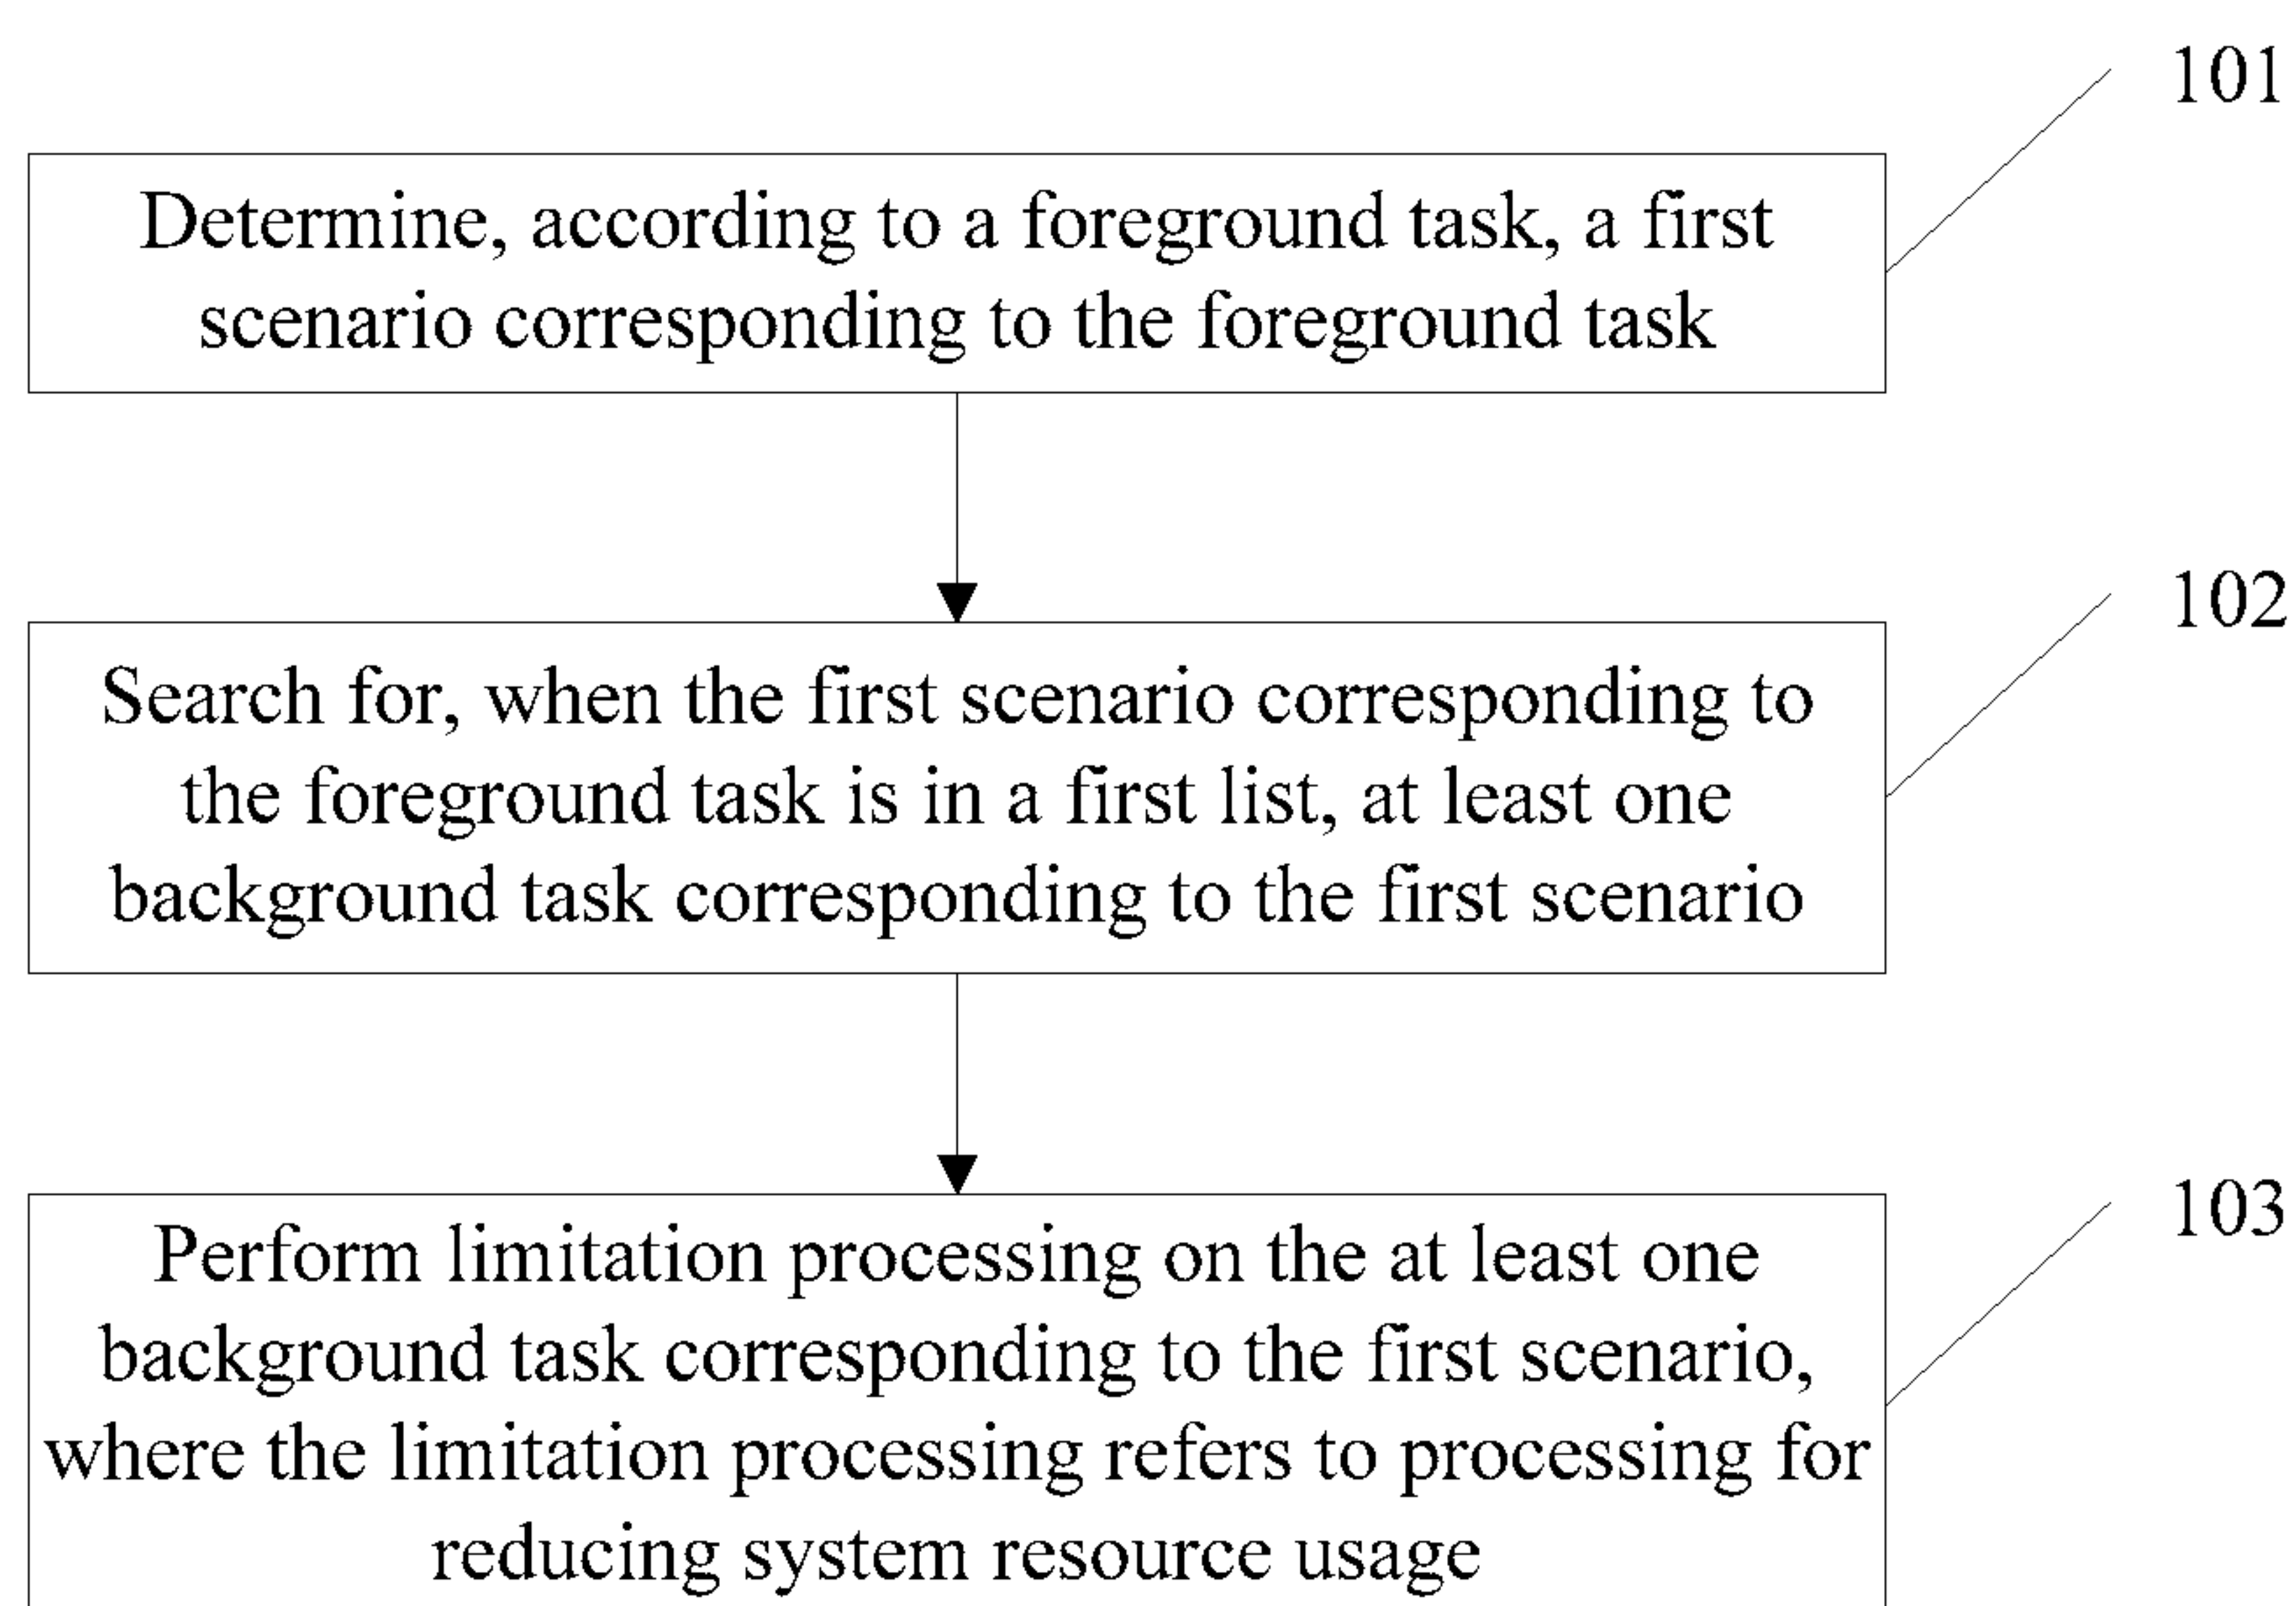 101
Determine, according to a foreground task, a first
scenario corresponding to the foreground task
102
Search for, when the first scenario corresponding to
the foreground task is in a first list, at least one
background task corresponding to the first scenario
103
Perform limitation processing on the at least one
background task corresponding to the first scenario,
where the limitation processing refers to processing for
reducing system resource usage